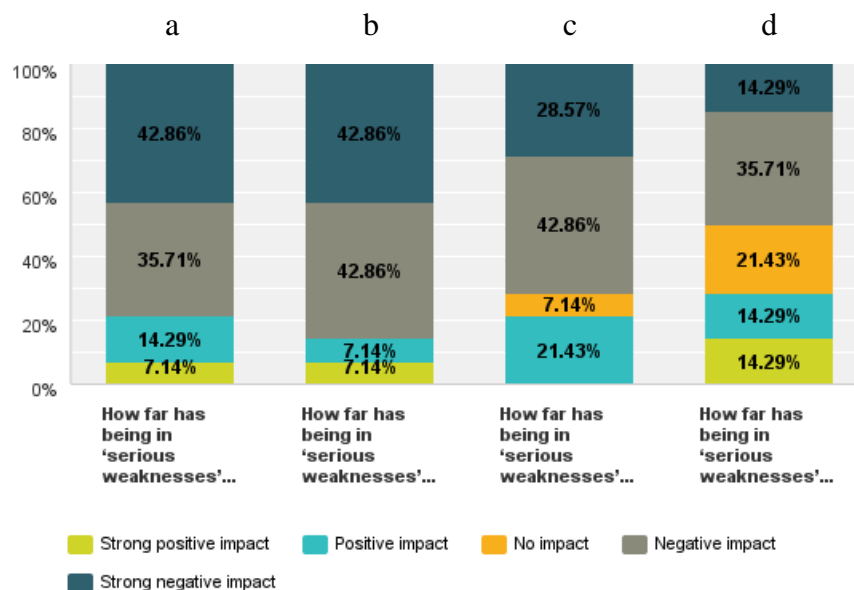 a b c d
100%
42.86% 42.86% 28.57% 14.29%
80%
35.71%
60%
35.71% 42.86% 42.86%
40%
21.43%
7.14%
20%
14.29% 7.14% 21.43% 14.29%
7.14% 7.14% 14.29%
0%
How far has How far has How far has How far has
being in being in being in being in
‘serious ‘serious ‘serious ‘serious
weaknesses’... weaknesses’... weaknesses’... weaknesses’...
Strong positive impact Positive impact No impact Negative impact
Strong negative impact